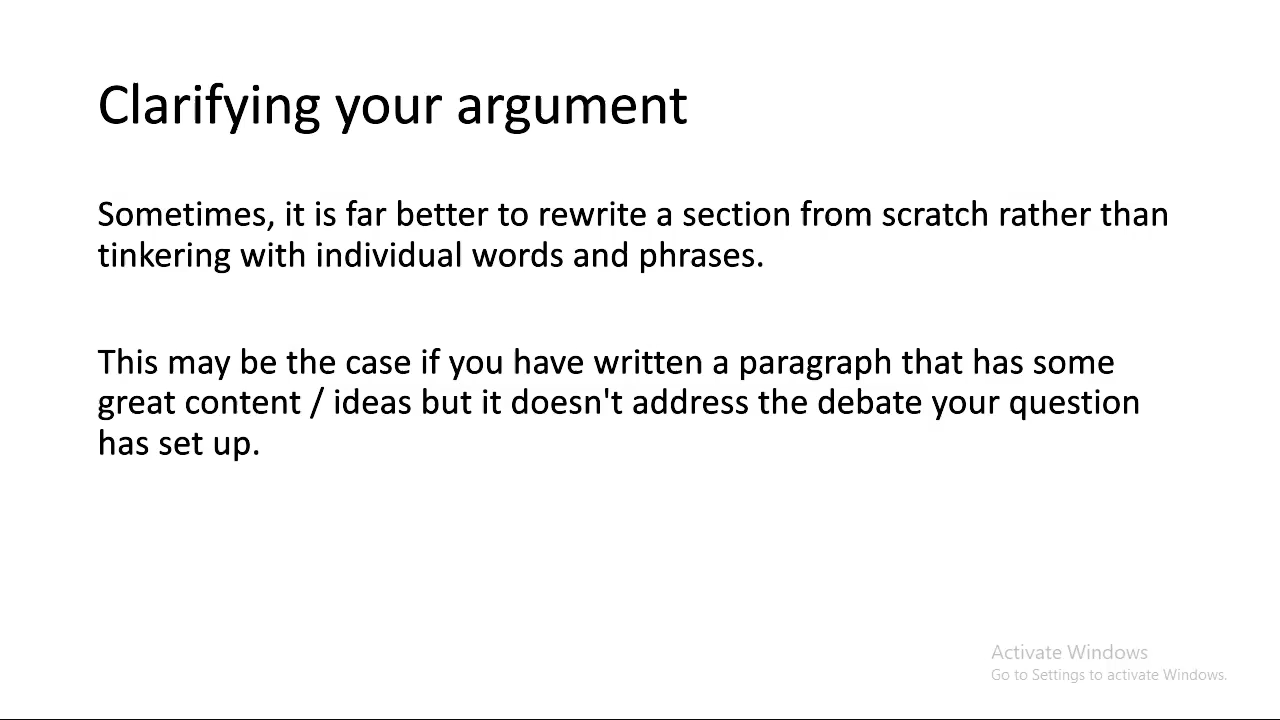 Clarifying your argument
Sometimes, it is far better to rewrite a section from scratch rather than
tinkering with individual words and phrases.
This may be the case if you have written a paragraph that has some
great content / ideas but it doesn't address the debate your question
has set up.
Activate Windows
Go to Settings to activate Windows.